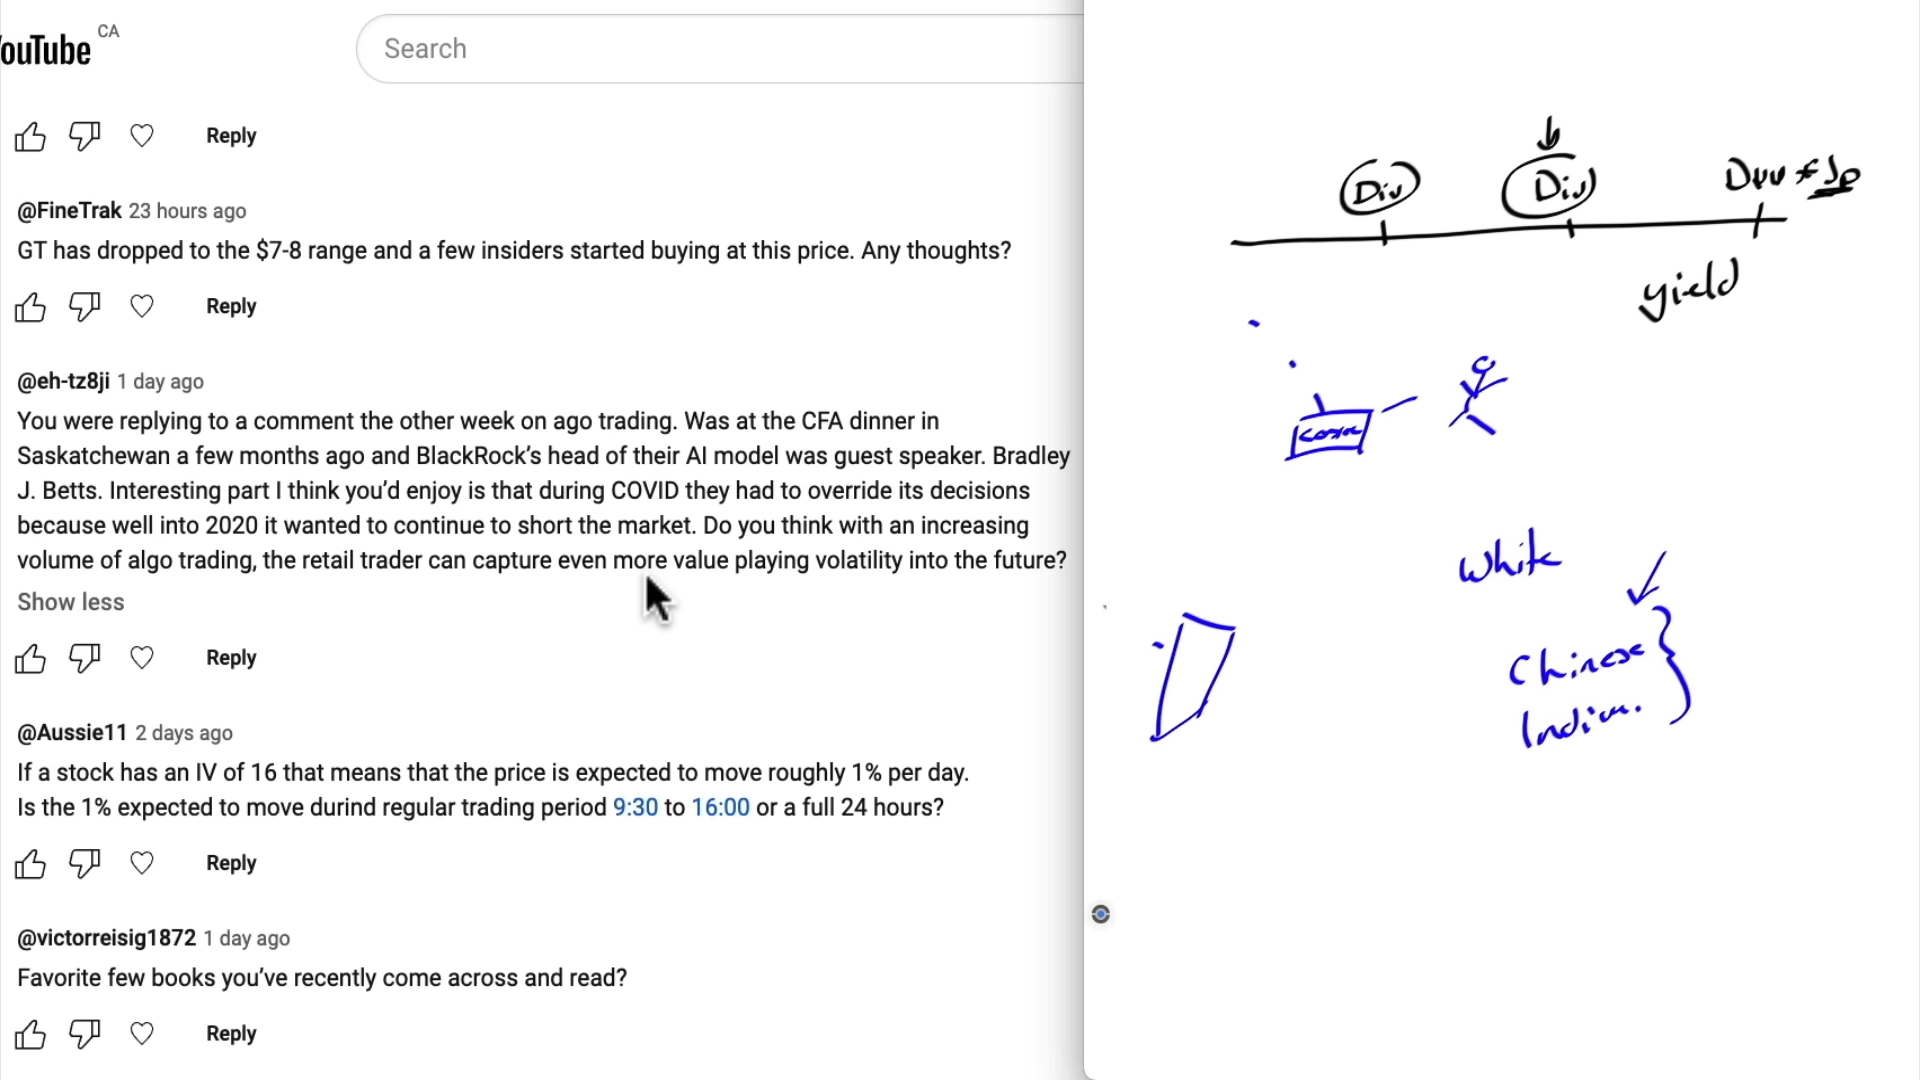 ouTube CA
Search
Reply
@FineTrak 23 hours ago
GT has dropped to the $7-8 range and a few insiders started buying at this price. Any thoughts?
Reply
@eh-tz8ji 1 day ago
You were replying to a comment the other week on ago trading. Was at the CFA dinner in
Saskatchewan a few months ago and BlackRock’s head of their AI model was guest speaker. Bradley
J. Betts. Interesting part I think you’d enjoy is that during COVID they had to override its decisions
because well into 2020 it wanted to continue to short the market. Do you think with an increasing
volume of algo trading, the retail trader can capture even more value playing volatility into the future?
Show less
Reply
@Aussie11 2 days ago
If a stock has an IV of 16 that means that the price is expected to move roughly 1% per day.
Is the 1% expected to move durind regular trading period 9:30 to 16:00 or a full 24 hours?
Reply
@victorreisig1872 1 day ago
Favorite few books you’ve recently come across and read?
Reply
Div
Div
yield
White
Chinese